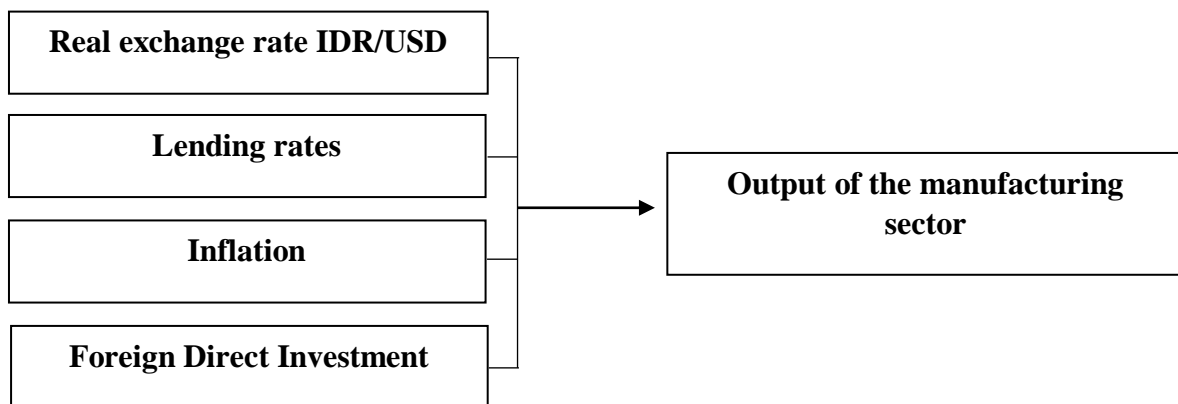 Real exchange rate IDR/USD
Lending rates
Inflation
Foreign Direct Investment
Output of the manufacturing
sector